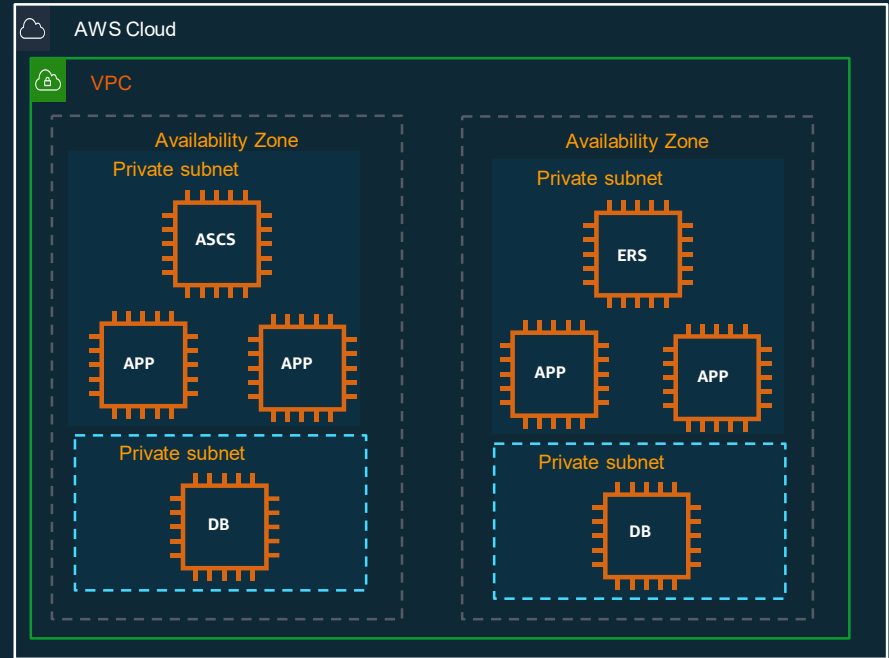 AWS Cloud
VPC
Availability Zone
Private subnet
ASCS
APP
APP
Private subnet
DB
Availability Zone
Private subnet
ERS
APP
APP
Private subnet
DB